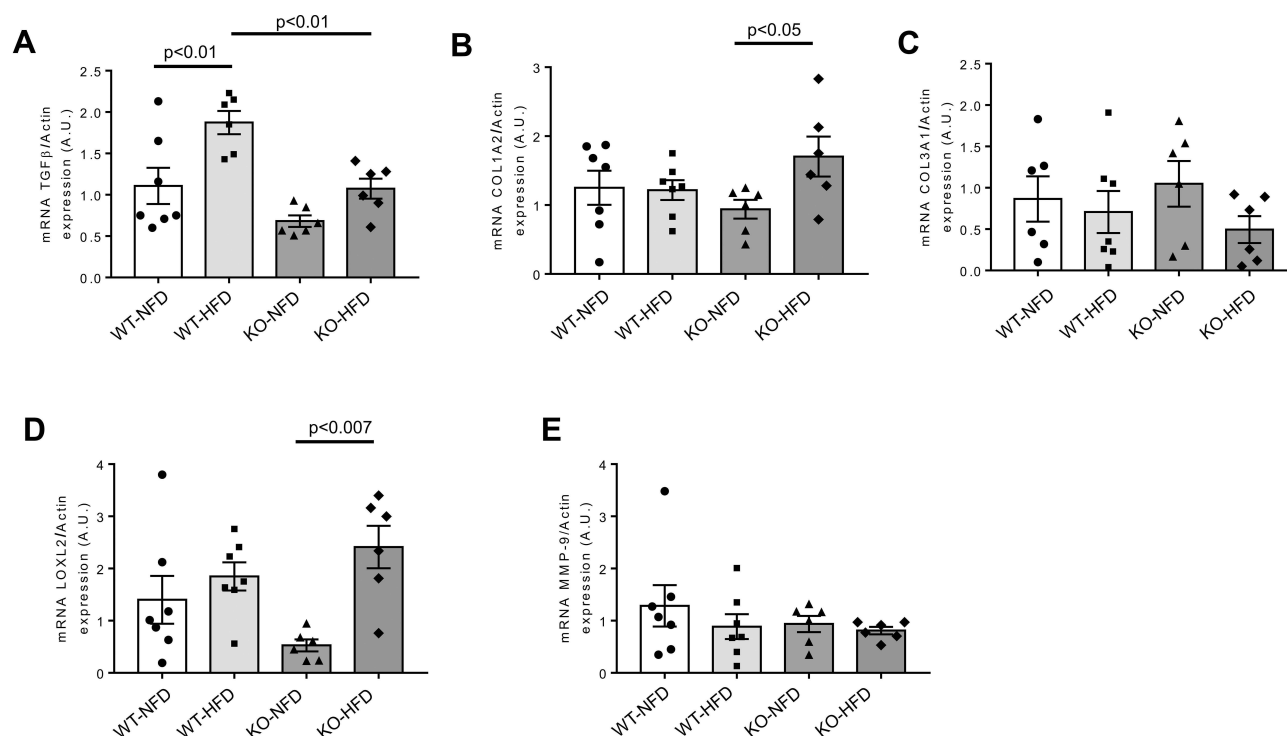 A
p<0.01
p<0.01
mRNA TGFβ/Actin
expression (A.U.)
2.5
2.0
1.5
1.0
0.5
0.0
WT-NFD
WT-HFD
KO-NFD
KO-HFD
B
p<0.05
mRNA COL1A2/Actin
expression (A.U.)
3
2
1
0
WT-NFD
WT-HFD
KO-NFD
KO-HFD
C
mRNA COL3A1/Actin
expression (A.U.)
2.5
2.0
1.5
1.0
0.5
0.0
WT-NFD
WT-HFD
KO-NFD
KO-HFD
D
p<0.007
mRNA LOXL2/Actin
expression (A.U.)
4
3
2
1
0
WT-NFD
WT-HFD
KO-NFD
KO-HFD
E
mRNA MMP-9/Actin
expression (A.U.)
4
3
2
1
0
WT-NFD
WT-HFD
KO-NFD
KO-HFD